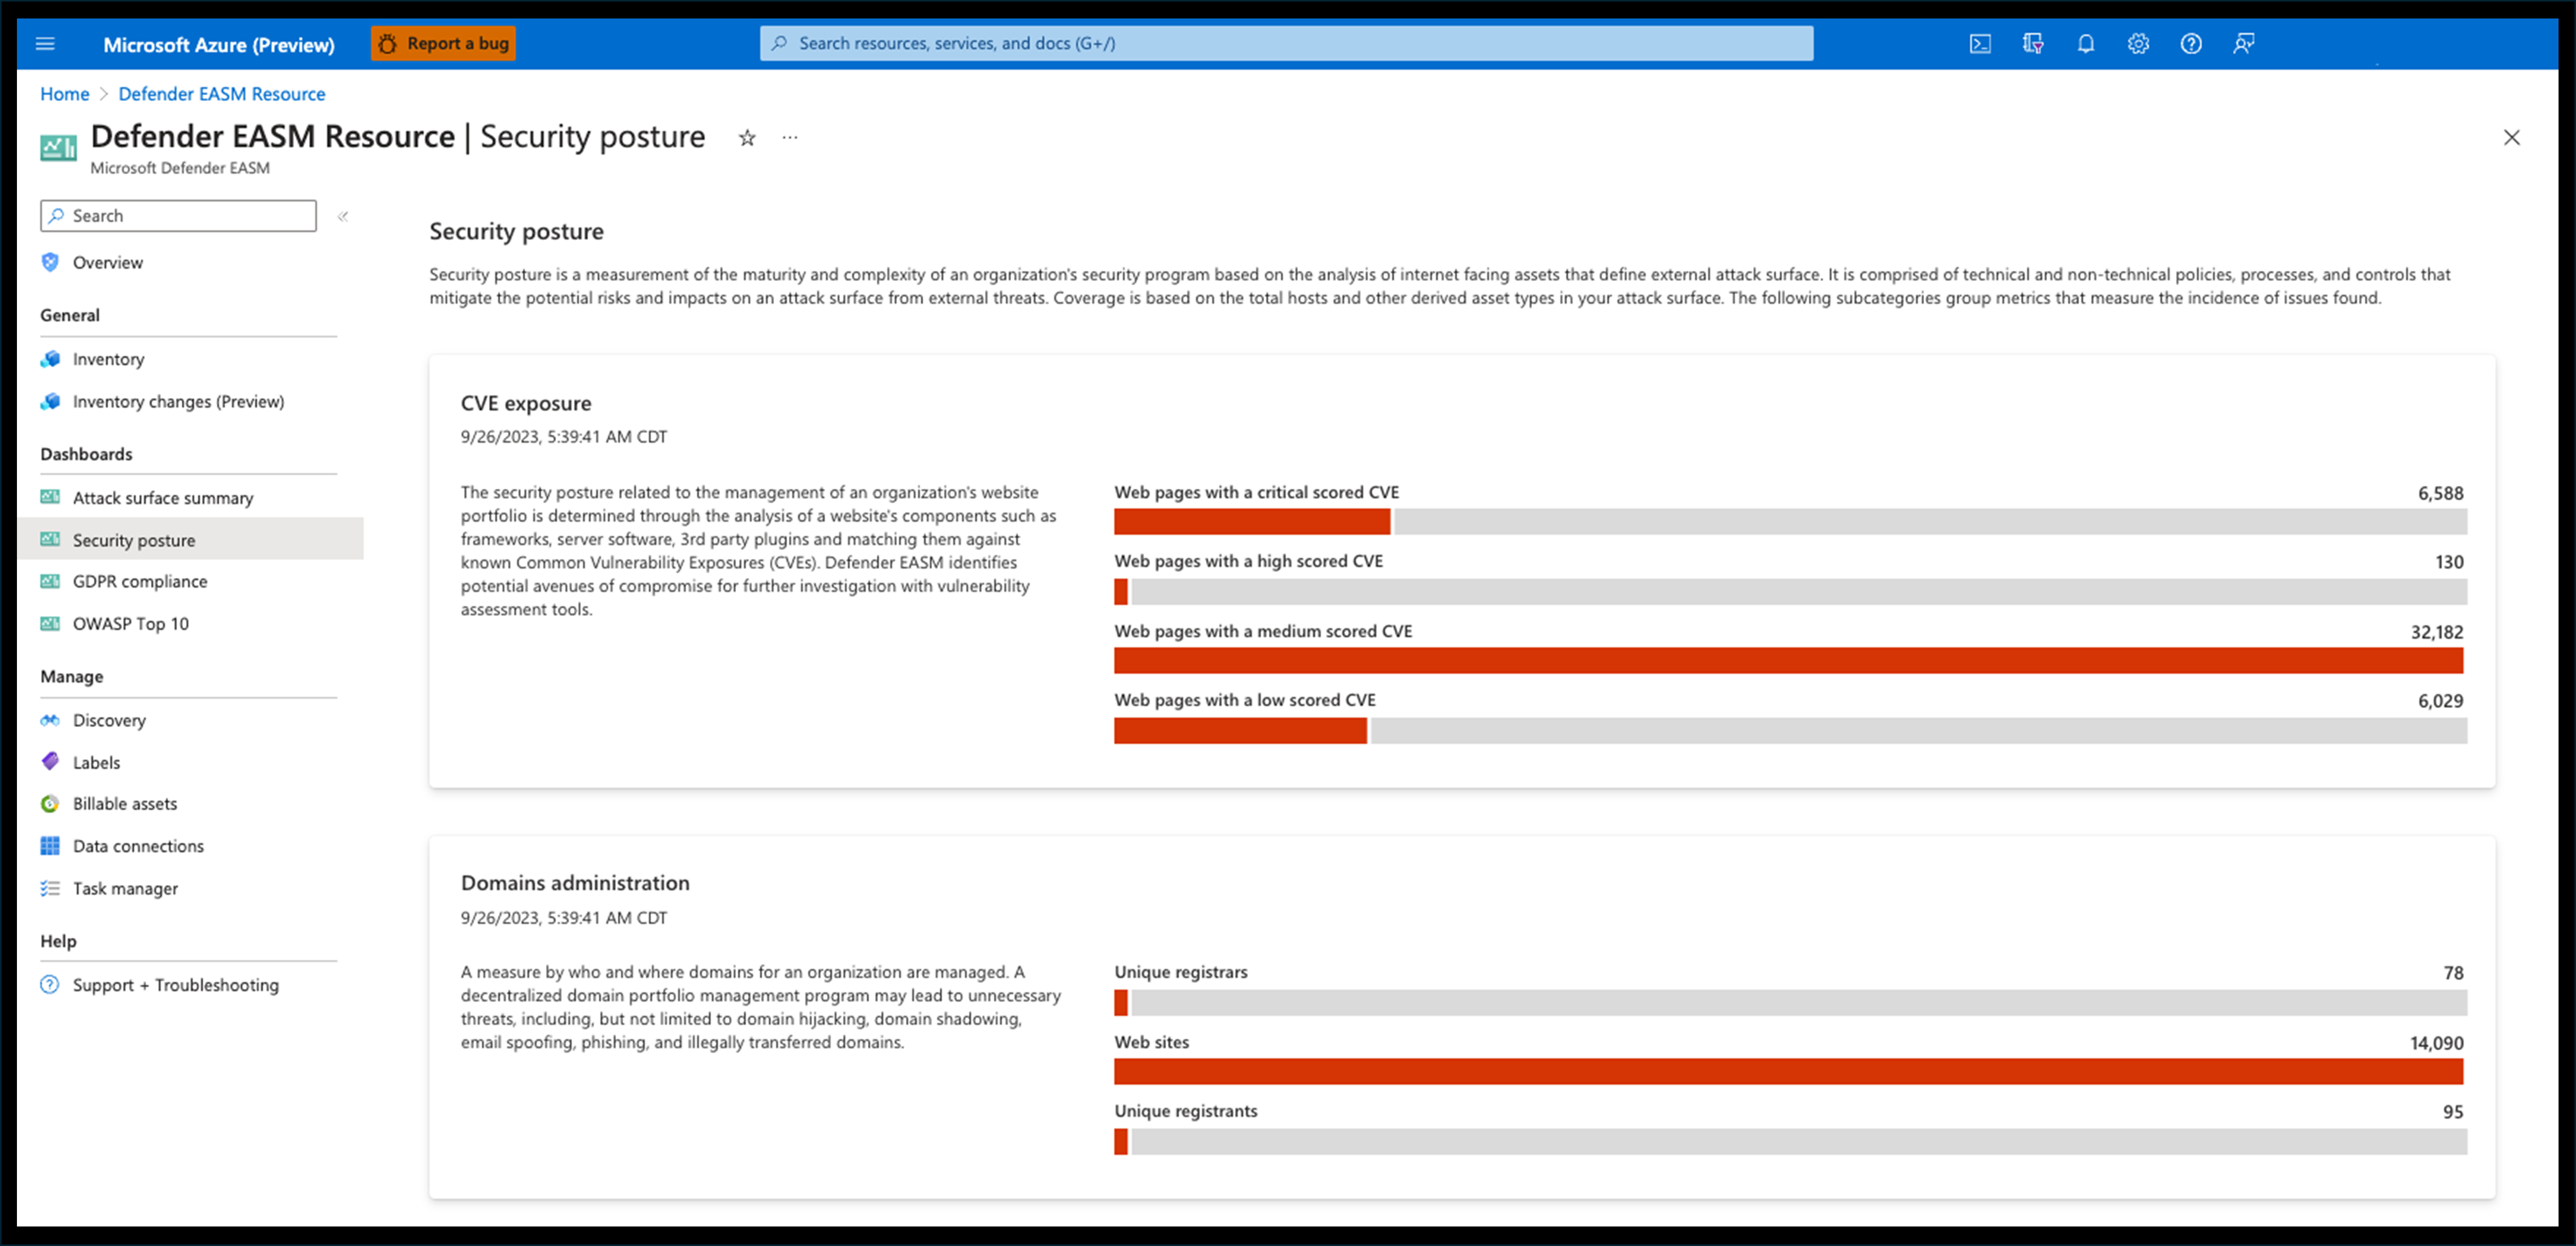 Microsoft Azure (Preview)
Report a bug
Search resources, services, and docs (G+/)
Home > Defender EASM Resource
Defender EASM Resource | Security posture
Microsoft Defender EASM
Search
Overview
General
Inventory
Inventory changes (Preview)
Dashboards
Attack surface summary
Security posture
GDPR compliance
OWASP Top 10
Manage
Discovery
Labels
Billable assets
Data connections
Task manager
Help
Support + Troubleshooting
Security posture
Security posture is a measurement of the maturity and complexity of an organization's security program based on the analysis of internet facing assets that define external attack surface. It is comprised of technical and non-technical policies, processes, and controls that
mitigate the potential risks and impacts on an attack surface from external threats. Coverage is based on the total hosts and other derived asset types in your attack surface. The following subcategories group metrics that measure the incidence of issues found.
CVE exposure
9/26/2023, 5:39:41 AM CDT
The security posture related to the management of an organization's website
portfolio is determined through the analysis of a website's components such as
frameworks, server software, 3rd party plugins and matching them against
known Common Vulnerability Exposures (CVEs). Defender EASM identifies
potential avenues of compromise for further investigation with vulnerability
assessment tools.
Web pages with a critical scored CVE 6,588
Web pages with a high scored CVE 130
Web pages with a medium scored CVE 32,182
Web pages with a low scored CVE 6,029
Domains administration
9/26/2023, 5:39:41 AM CDT
A measure by who and where domains for an organization are managed. A
decentralized domain portfolio management program may lead to unnecessary
threats, including, but not limited to domain hijacking, domain shadowing,
email spoofing, phishing, and illegally transferred domains.
Unique registrars 78
Web sites 14,090
Unique registrants 95